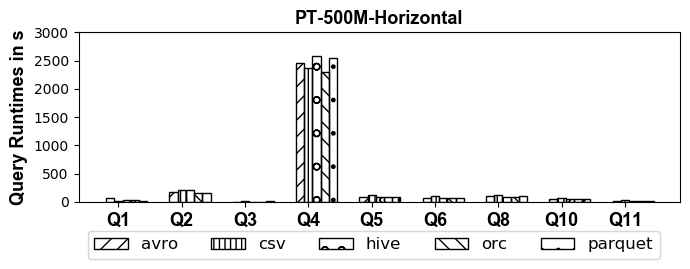 PT-500M-Horizontal
Query Runtimes in s
3000
2500
2000
1500
1000
500
0
Q1 Q2 Q3 Q4 Q5 Q6 Q8 Q10 Q11
avro csv hive orc parquet